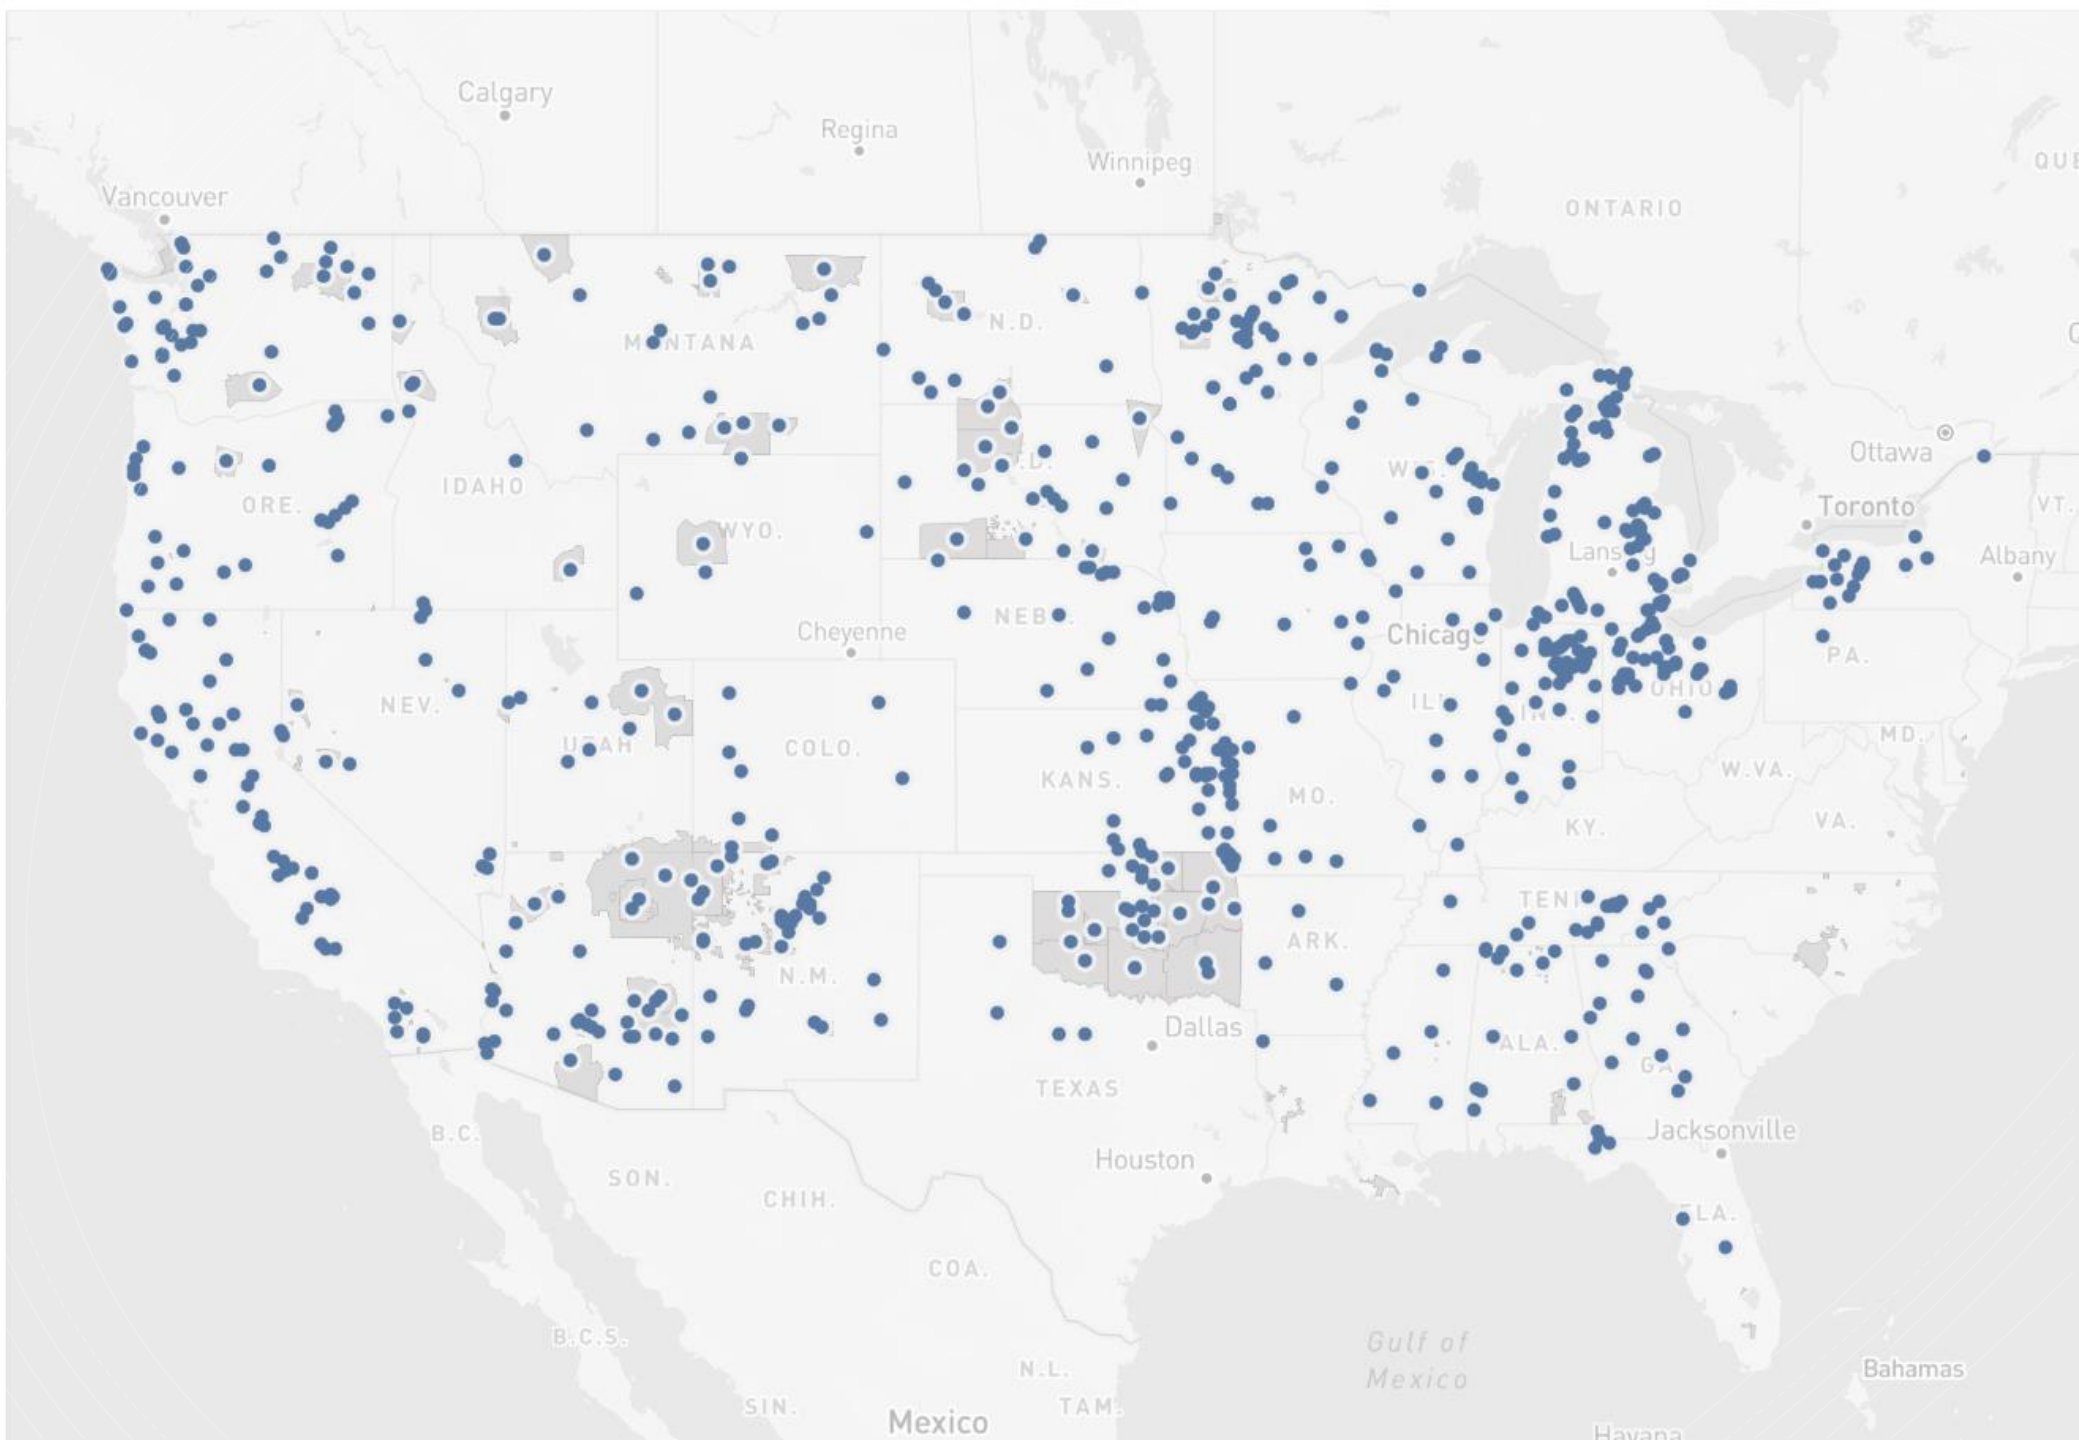 Calgary
Regina
Winnipeg
QUE
Vancouver
ONTARIO
N.D.
MONTANA
Ottawa
IDAHO
ORE.
Toronto
VT.
WYO.
Lansing
Albany
NEB.
Cheyenne
Chicago
PA.
NEV.
ILL.
IND.
OHIO
UTAH
COLO.
MD.
W.VA.
KANS.
MO.
KY.
VA.
TENN
ARK.
N.M.
Dallas
ALA.
GA.
TEXAS
B.C.
Jacksonville
Houston
SON.
CHIH.
FLA.
COA.
B.C.S.
Gulf of
Mexico
N.L.
Bahamas
SIN.
TAM.
Mexico
Havana